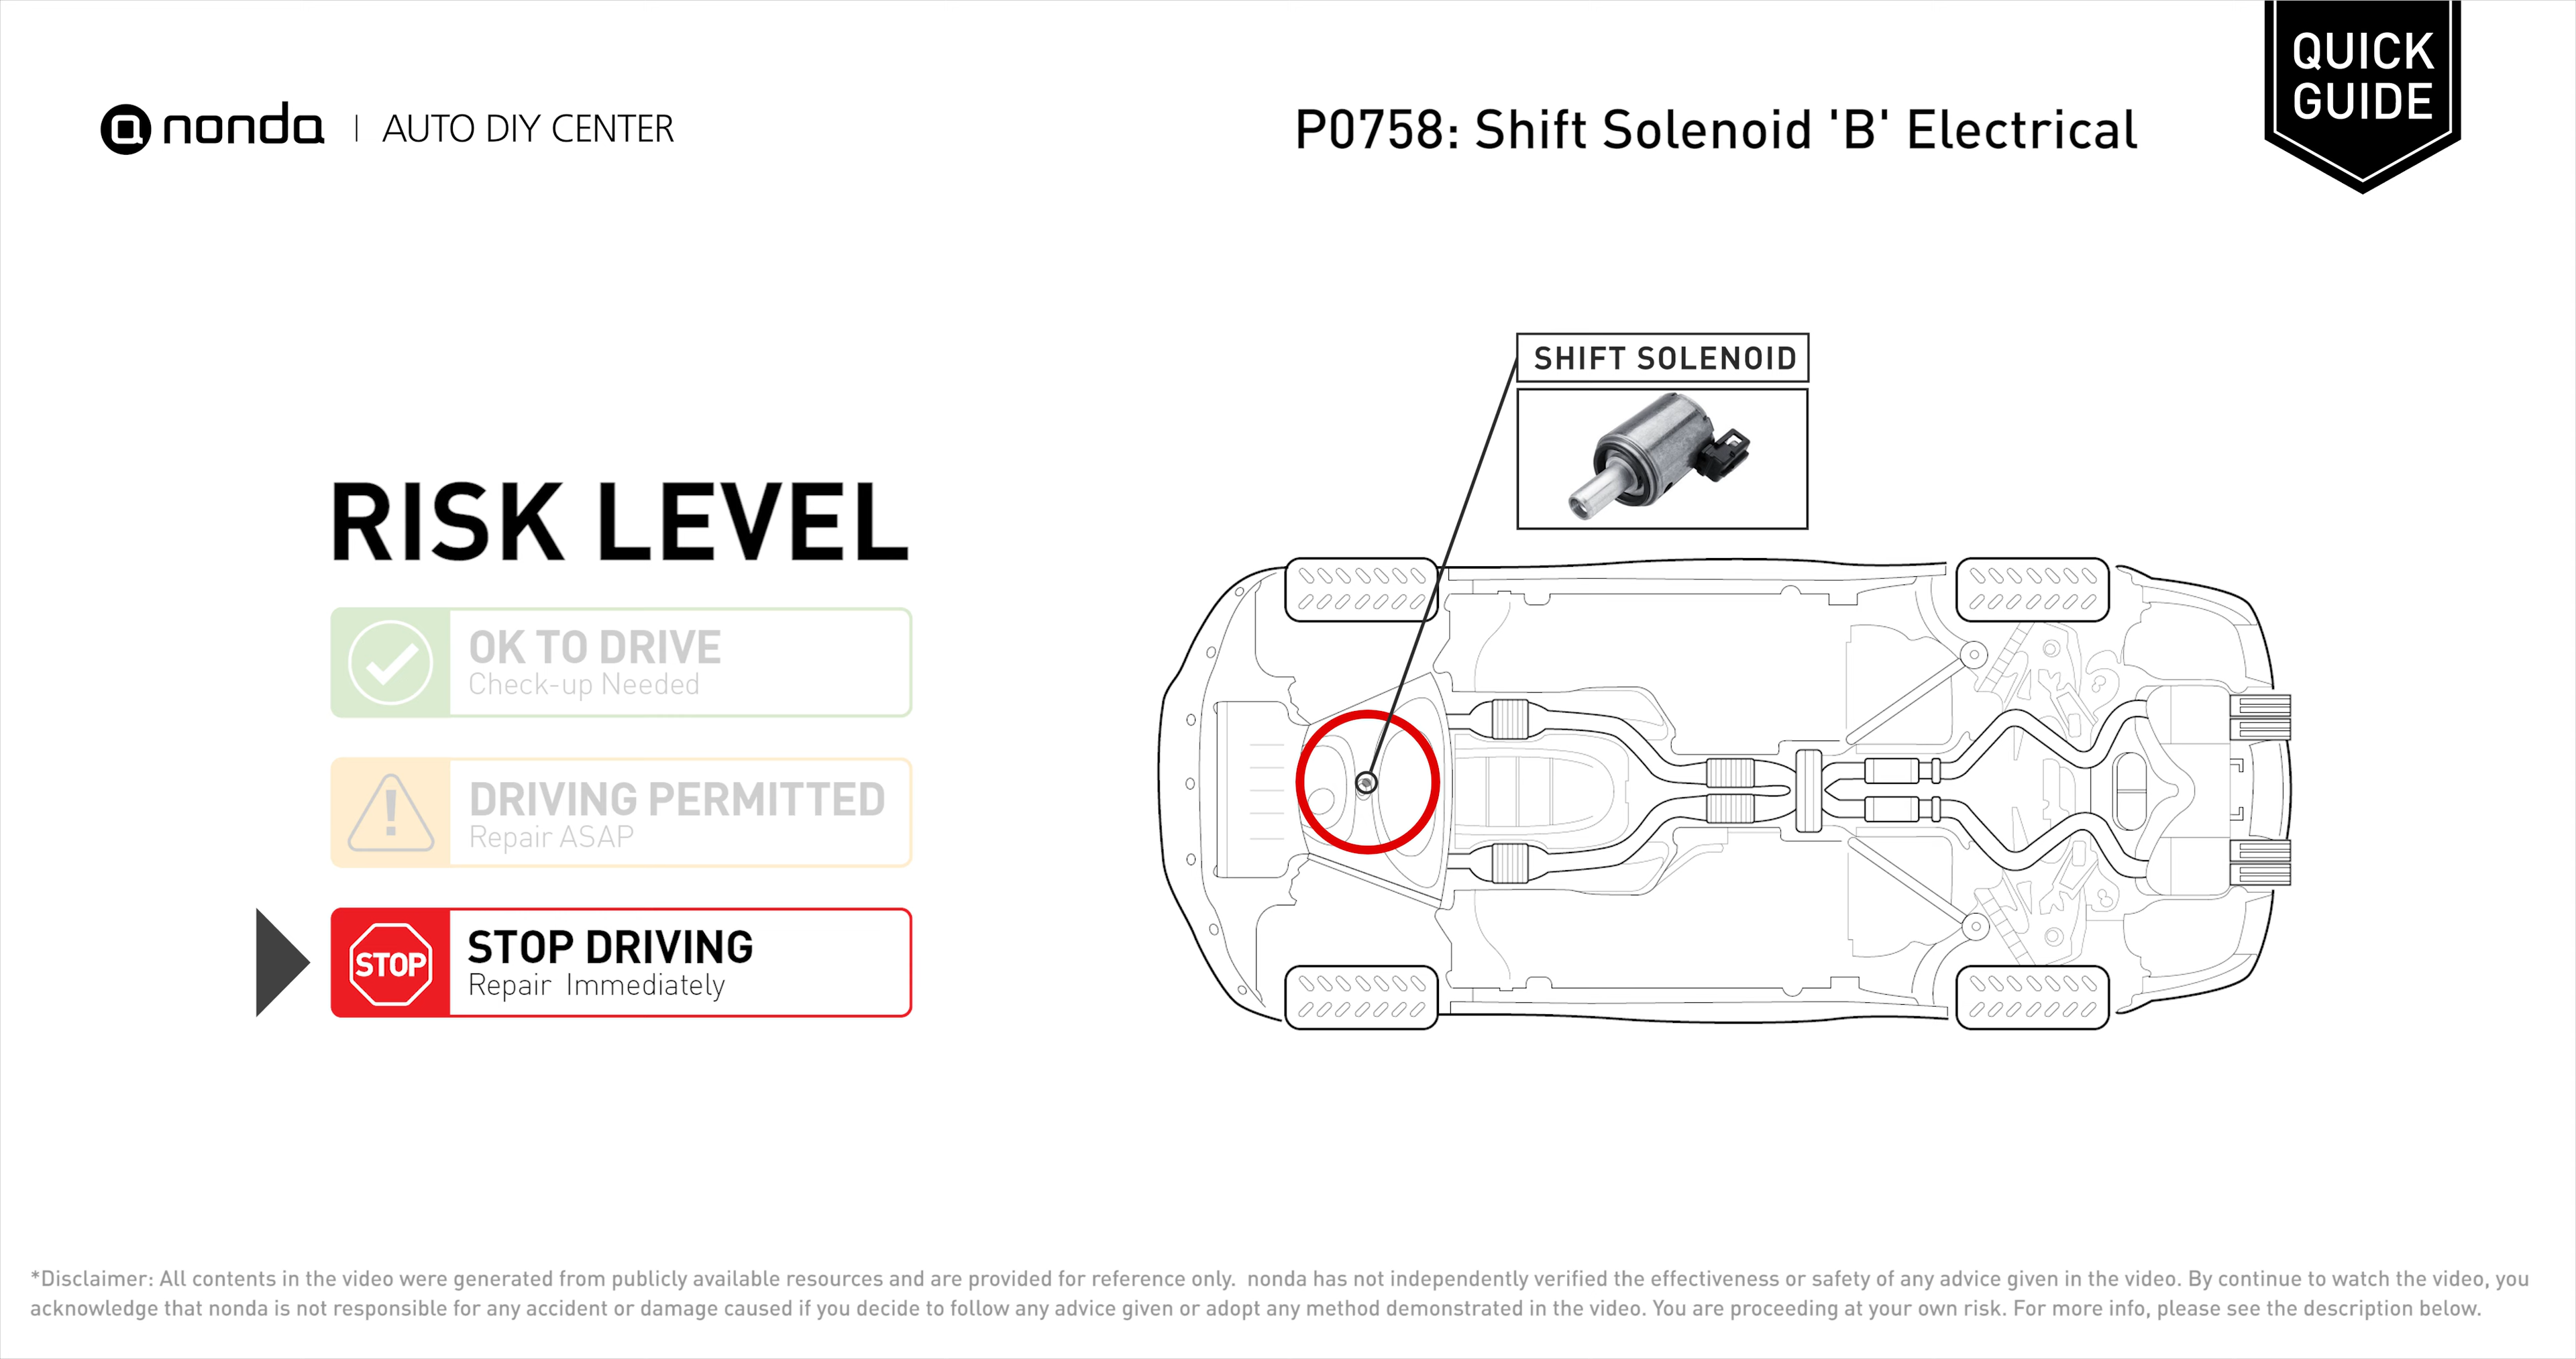 nonda | AUTO DIY CENTER
P0758: Shift Solenoid 'B' Electrical
QUICK
GUIDE
SHIFT SOLENOID
RISK LEVEL
OK TO DRIVE
Check-up Needed
DRIVING PERMITTED
Repair ASAP
STOP
STOP DRIVING
Repair Immediately
*Disclaimer: All contents in the video were generated from publicly available resources and are provided for reference only. nonda has not independently verified the effectiveness or safety of any advice given in the video. By continue to watch the video, you
acknowledge that nonda is not responsible for any accident or damage caused if you decide to follow any advice given or adopt any method demonstrated in the video. You are proceeding at your own risk. For more info, please see the description below.